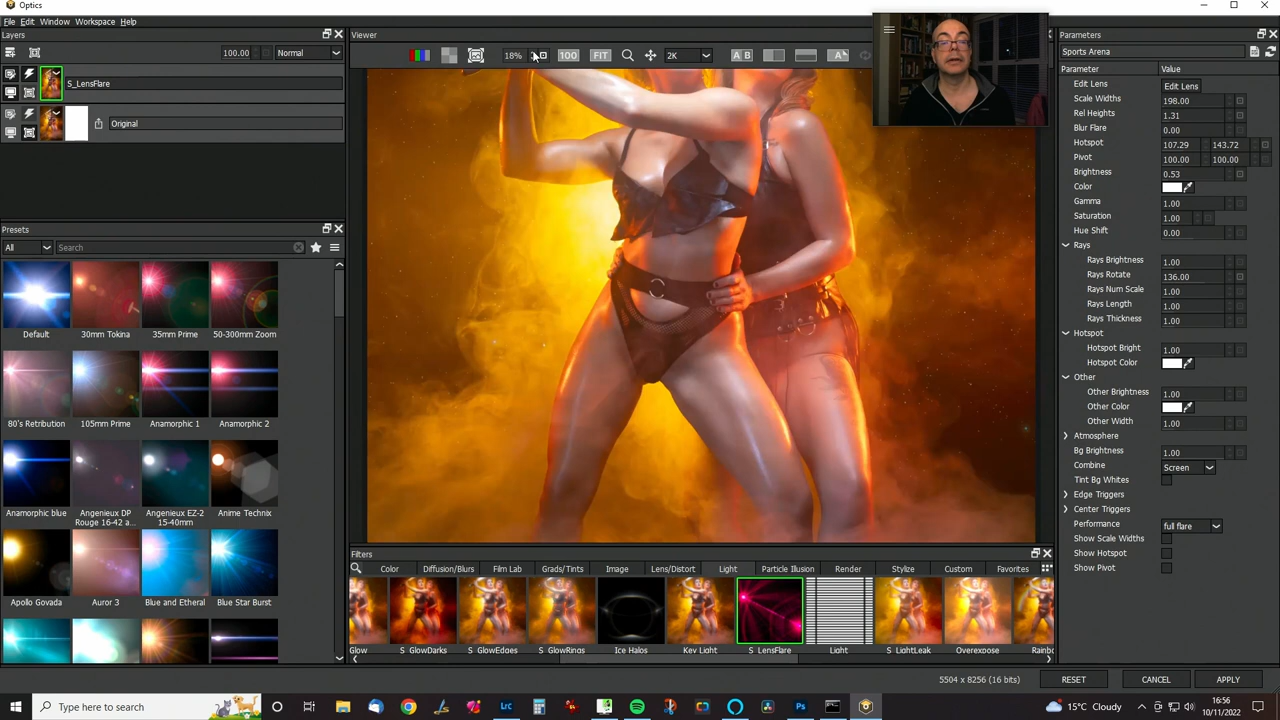 Optics
File Edit Window Workspace Help
Layers
Viewer
100.00 Normal
18% 100 FIT 2K A B A
S_LensFlare
Original
Presets
All Search
Default 30mm Tokina 35mm Prime 50-300mm Zoom
80's Retribution 105mm Prime Anamorphic 1 Anamorphic 2
Anamorphic blue Angenieux DP Rouge 16-42 a... Angenieux EZ-2 15-40mm Anime Technix
Apollo Govada Auror 3 Blue and Etheral Blue Star Burst
Filters
Color Diffusion/Blurs Film Lab Grads/Tints Image Lens/Distort Light Particle Illusion Render Stylize Custom Favorites
Glow S_GlowDarks S_GlowEdges S_GlowRings Ice Halos Key Light S_LensFlare Light S_LightLeak Overexpose Rainb
Sports Arena
Parameter Value
Edit Lens Edit Lens
Scale Widths 198.00
Rel Heights 1.31
Blur Flare 0.00
Hotspot 107.29 143.72
Pivot 100.00 100.00
Brightness 0.53
Color
Gamma 1.00
Saturation 1.00
Hue Shift 0.00
Rays
Rays Brightness 1.00
Rays Rotate 136.00
Rays Num Scale 1.00
Rays Length 1.00
Rays Thickness 1.00
Hotspot
Hotspot Bright 1.00
Hotspot Color
Other
Other Brightness 1.00
Other Color
Other Width 1.00
Atmosphere
Bg Brightness 1.00
Combine Screen
Tint Bg Whites
Edge Triggers
Center Triggers
Performance full flare
Show Scale Widths
Show Hotspot
Show Pivot
5504 x 8256 (16 bits) RESET CANCEL APPLY
Type here to search
Lrc
Ps
15°C Cloudy
16:56
10/11/2022